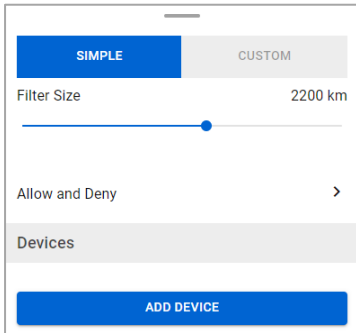 SIMPLE CUSTOM
Filter Size 2200 km
Allow and Deny
Devices
ADD DEVICE